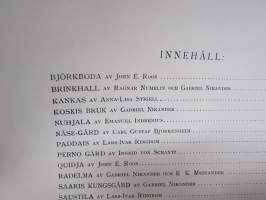 INNEHÅLL:
BJÖRKBODA AV JOHN E. ROOS
BRINKHALL AV RAGNAR NUMELIN OCH GABRIEL NIKANDER
KANKAS AV ANNA-LISA STIGELL
KOSKIS BRUK AV GABRIEL NIKANDER
NUHJALA AV EMANUEL INDRENIUS
NÄSE-GÅRD AV CARL GUSTAF BJÖRKENHEIM
PADDAIS AV LARS-IVAR RINGBOM
PERNO GÅRD AV INGRID VON SCHANTZ
QUIDJA AV JOHN E. ROOS
RADELMA AV GABRIEL NIKANDER OCH K. K. MEINANDER
SAARIS KUNGSGÅRD AV GABRIEL NIKANDER
SAUSTILA AV LARS-IVAR RINGBOM